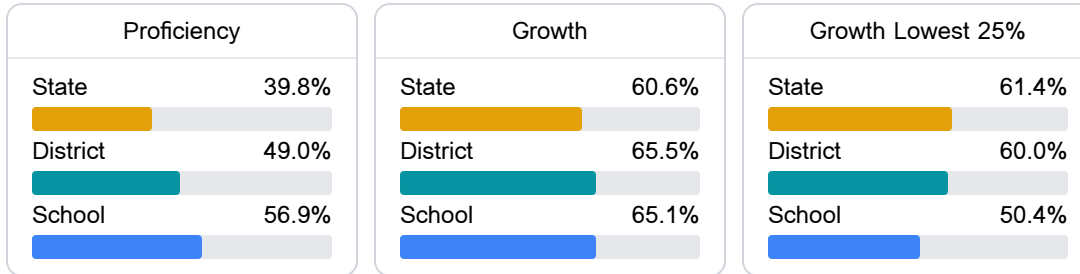 Proficiency
State 39.8%
District 49.0%
School 56.9%
Growth
State 60.6%
District 65.5%
School 65.1%
Growth Lowest 25%
State 61.4%
District 60.0%
School 50.4%